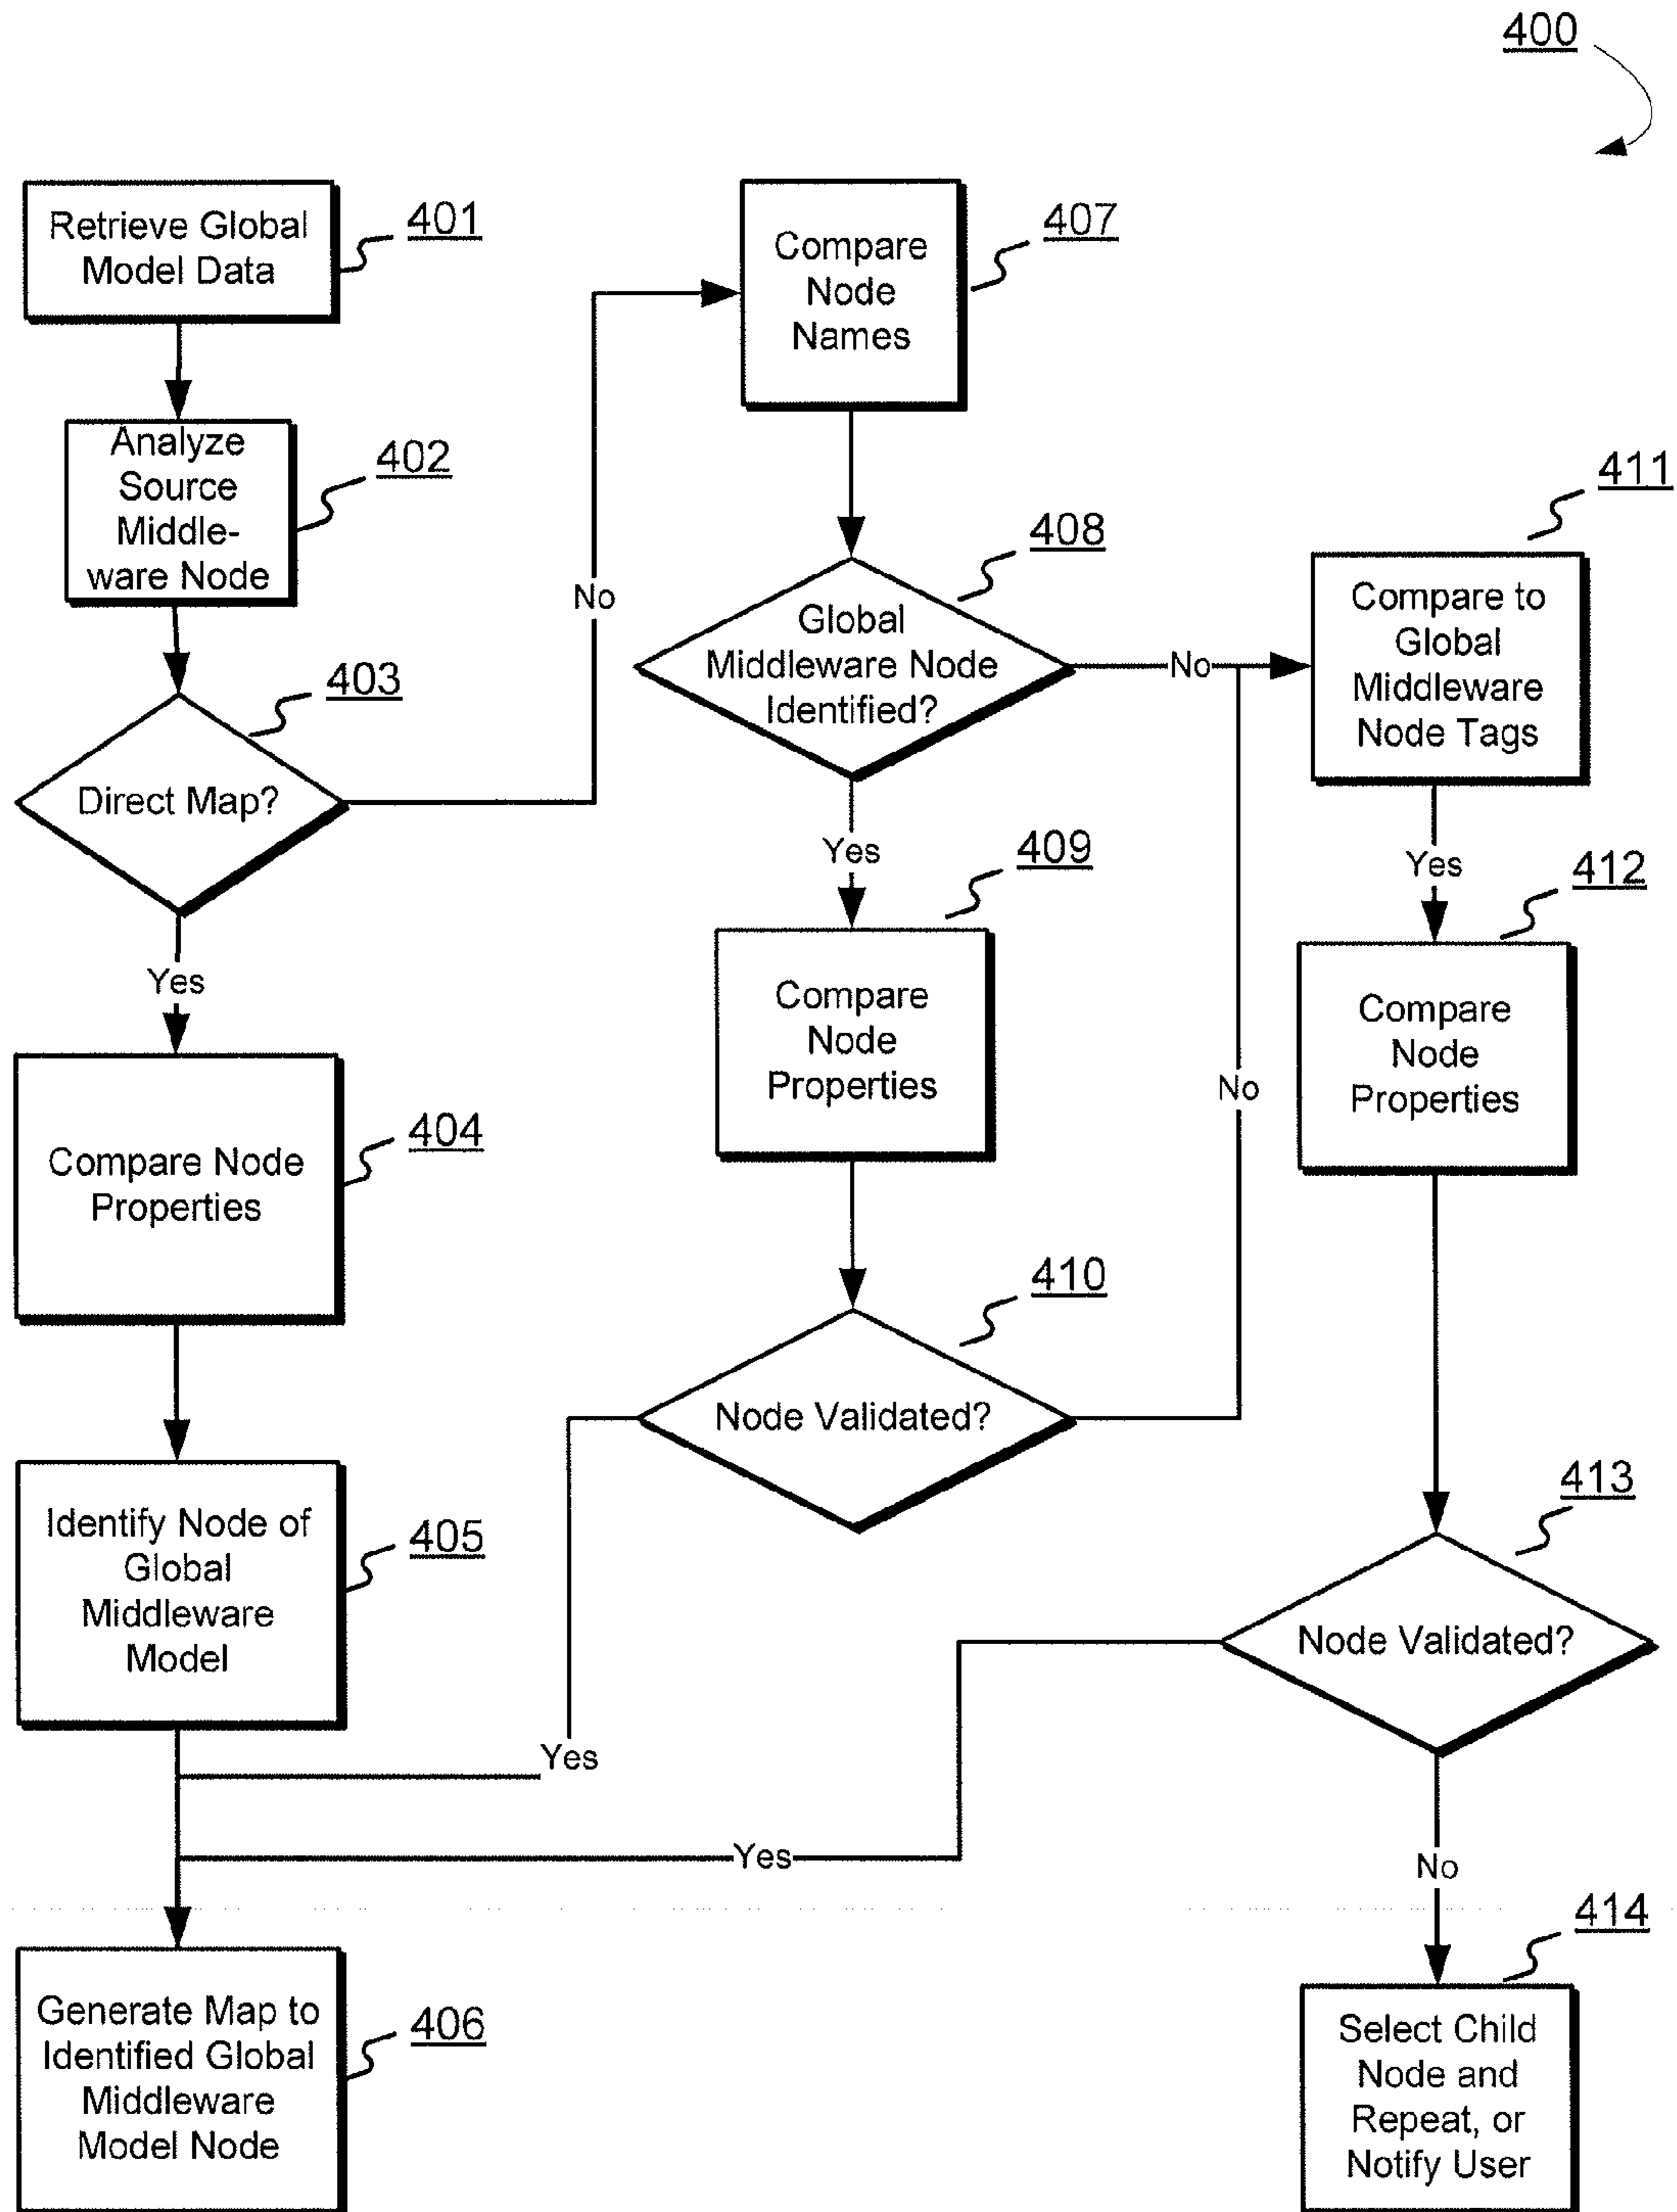 400
Retrieve Global
Model Data
401
Analyze
Source
Middle-
ware Node
402
Direct Map?
403
No
Yes
Compare Node
Properties
404
Identify Node of
Global
Middleware
Model
405
Generate Map to
Identified Global
Middleware
Model Node
406
Compare
Node
Names
407
Global
Middleware Node
Identified?
408
No
Yes
Compare
Node
Properties
409
Node Validated?
410
No
Yes
Compare to
Global
Middleware
Node Tags
411
Yes
Compare
Node
Properties
412
Node Validated?
413
Yes
No
Select Child
Node and
Repeat, or
Notify User
414